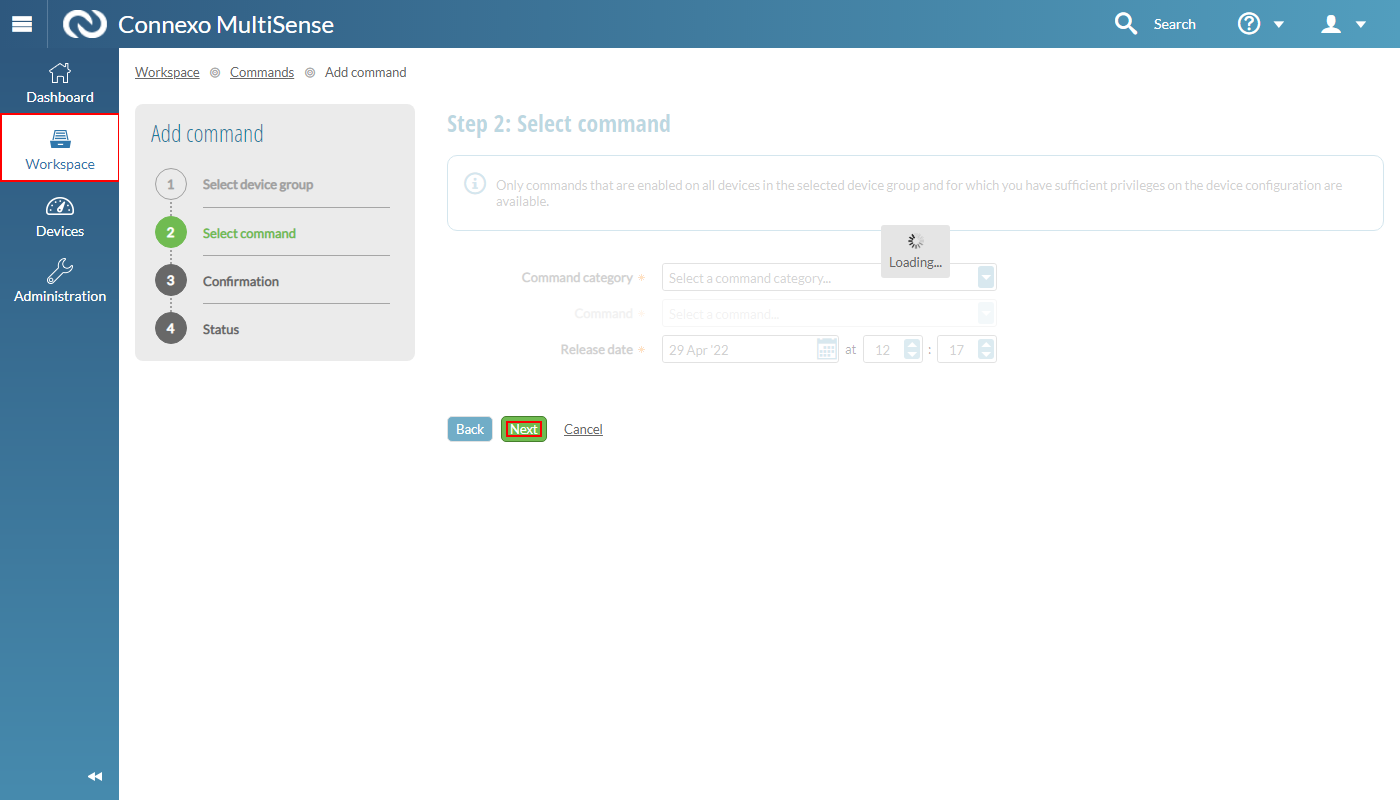 Connexo MultiSense
Search
Dashboard
Workspace
Devices
Administration
Workspace Commands Add command
Add command
1 Select device group
2 Select command
3 Confirmation
4 Status
Step 2: Select command
Only commands that are enabled on all devices in the selected device group and for which you have sufficient privileges on the device configuration are
available.
Loading...
Command category * Select a command category...
Command * Select a command...
Release date * 29 Apr '22 at 12 : 17
Back Next Cancel